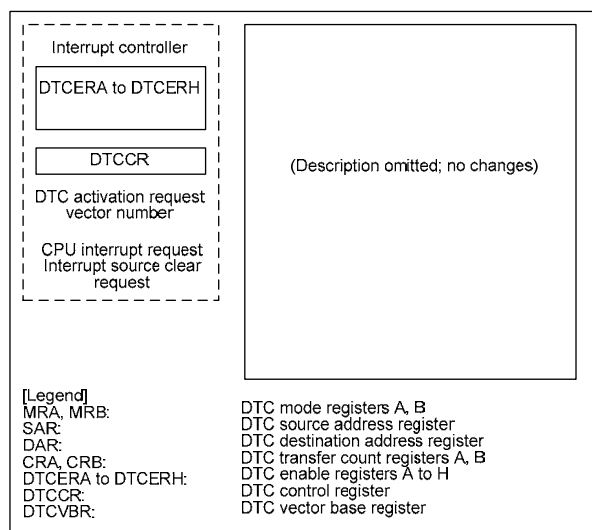 Interrupt controller
DTCERA to DTCERH
DTCCR
DTC activation request
vector number
CPU interrupt request
Interrupt source clear
request
(Description omitted; no changes)
[Legend]
MRA, MRB: DTC mode registers A, B
SAR: DTC source address register
DAR: DTC destination address register
CRA, CRB: DTC transfer count registers A, B
DTCERA to DTCERH: DTC enable registers A to H
DTCCR: DTC control register
DTCVBR: DTC vector base register